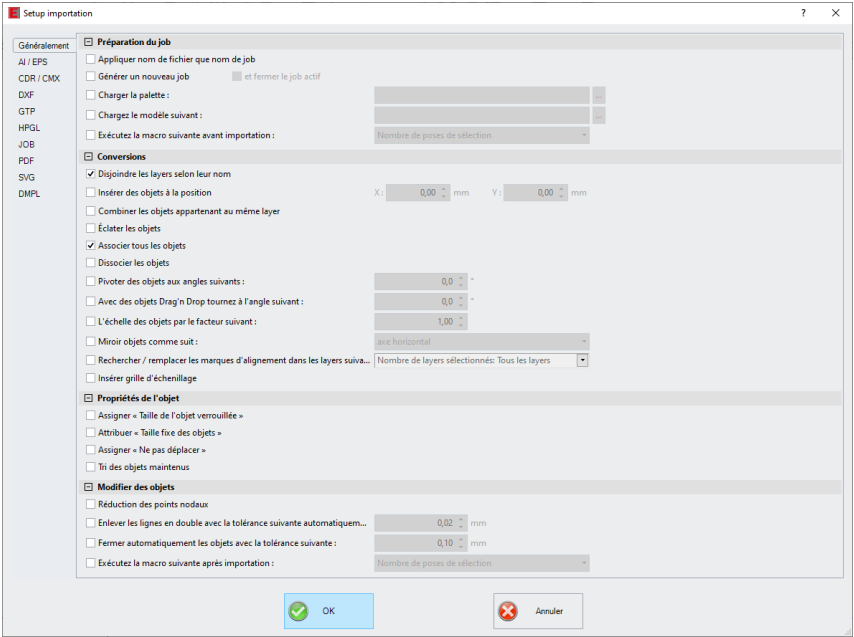 Setup importation
Généralement
AI / EPS
CDR / CMX
DXF
GTP
HPGL
JOB
PDF
SVG
DMPL
Préparation du job
Appliquer nom de fichier que nom de job
Générer un nouveau job et fermer le job actif
Charger la palette : ...
Chargez le modèle suivant : ...
Exécutez la macro suivante avant importation : Nombre de poses de sélection
Conversions
Disjoindre les layers selon leur nom
Insérer des objets à la position X : 0,00 mm Y : 0,00 mm
Combiner les objets appartenant au même layer
Éclater les objets
Associer tous les objets
Dissocier les objets
Pivoter des objets aux angles suivants : 0,0 °
Avec des objets Drag'n Drop tournez à l'angle suivant : 0,0 °
L'échelle des objets par le facteur suivant : 1,00
Miroir objets comme suit : axe horizontal
Rechercher / remplacer les marques d'alignement dans les layers suiva... Nombre de layers sélectionnés: Tous les layers
Insérer grille d'échenillage
Propriétés de l'objet
Assigner « Taille de l'objet verrouillée »
Attribuer « Taille fixe des objets »
Assigner « Ne pas déplacer »
Tri des objets maintenus
Modifier des objets
Réduction des points nodaux
Enlever les lignes en double avec la tolérance suivante automatiquem... 0,02 mm
Fermer automatiquement les objets avec la tolérance suivante : 0,10 mm
Exécutez la macro suivante après importation : Nombre de poses de sélection
OK
Annuler